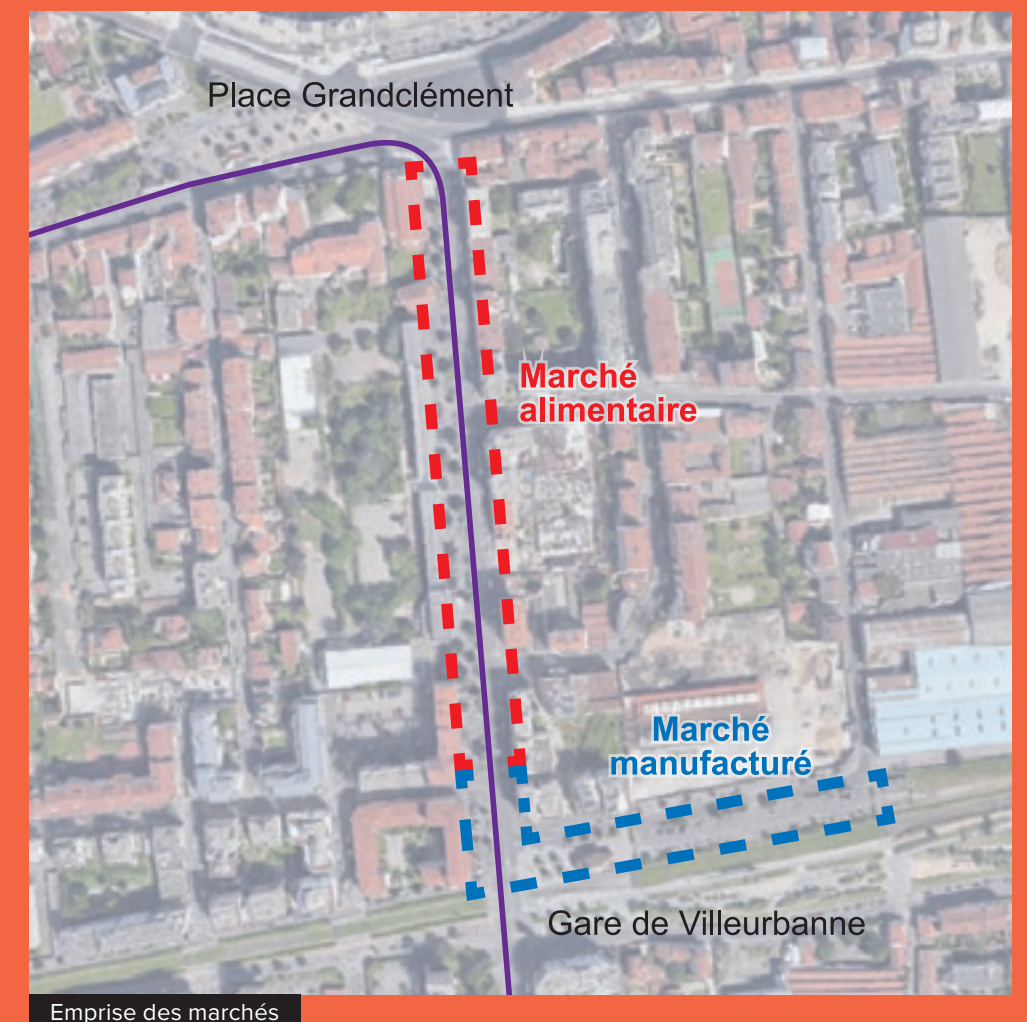 Place Grandclément
Marché
alimentaire
Marché
manufacturé
Gare de Villeurbanne
Emprise des marchés